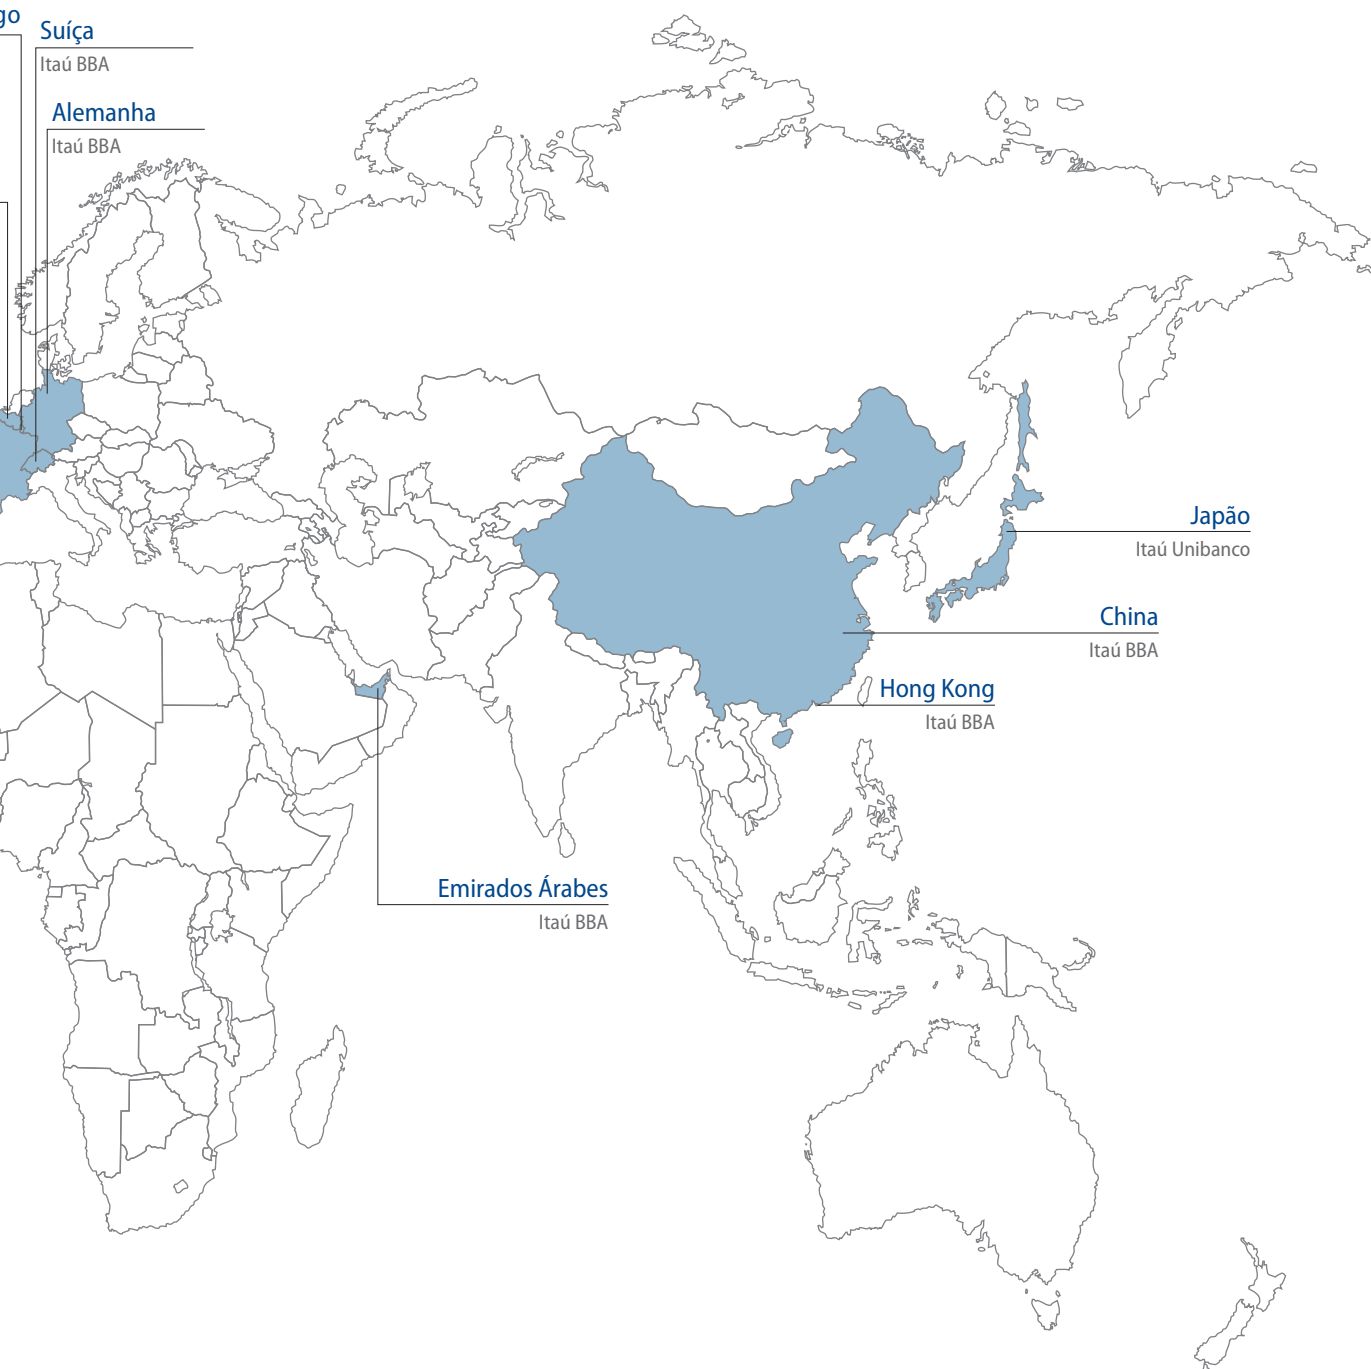 go
Suíça
Itaú BBA
Alemanha
Itaú BBA
Japão
Itaú Unibanco
China
Itaú BBA
Hong Kong
Itaú BBA
Emirados Árabes
Itaú BBA